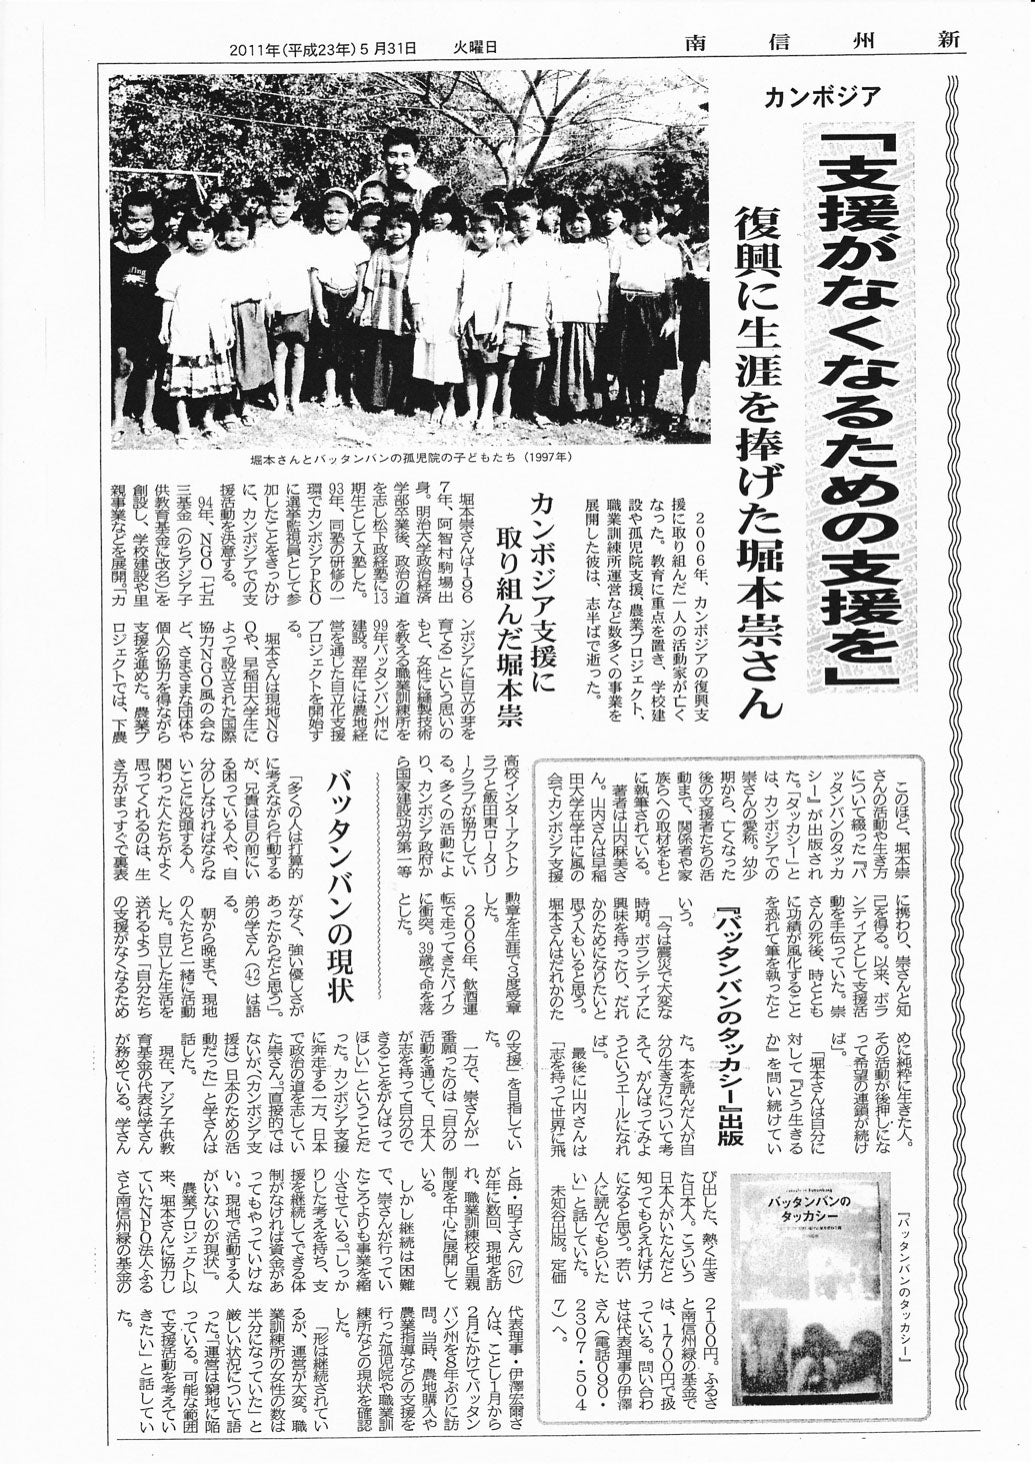 2011年(平成23年)5月31日　火曜日
南信州新
カンボジア
「支援がなくなるための支援を」
復興に生涯を捧げた堀本崇さん
堀本さんとバッタンバンの孤児院の子どもたち（1997年）
２００６年、カンボジアの復興支
援に取り組んだ一人の活動家が亡く
なった。教育に重点を置き、学校建
設や孤児院支援、農業プロジェクト、
職業訓練所運営など数多くの事業を
展開した彼は、志半ばで逝った。
カンボジア支援に
取り組んだ堀本崇
堀本崇さんは１９６
７年、阿智村駒場出
身。明治大学政治経済
学部卒業後、政治の道
を志し松下政経塾に13
期生として入塾した。
93年、同塾の研修の一
環でカンボジアＰＫＯ
に選挙監視員として参
加したことをきっかけ
に、カンボジアでの支
援活動を決意する。
94年、ＮＧＯ「七五
三基金（のちアジア子
供教育基金に改名）を
創設し、学校建設や里
親事業などを展開。「カ
ンボジアに自立の芽を
育てる」という思いの
もと、女性に縫製技術
を教える職業訓練所を
99年バッタンバン州に
建設。翌年には農地経
営を通じた自立化支援
プロジェクトを開始す
る。
堀本さんは現地ＮＧ
Ｏや、早稲田大学生に
よって設立された国際
協力ＮＧＯ風の会な
ど、さまざまな団体や
個人の協力を得ながら
支援を進めた。農業プ
ロジェクトでは、下農
高校インターアクトク
ラブと飯田東ロータリ
ークラブが協力してい
る。多くの活動によ
り、カンボジア政府か
ら国家建設功労第一等
勲章を生涯で３度受章
した。
２００６年、飲酒運
転で走ってきたバイク
に衝突。39歳で命を落
とした。
バッタンバンの現状
「多くの人は打算的
に考えながら行動する
が、兄貴は目の前にい
る困っている人や、自
分のしなければならな
いことに没頭する人。
関わった人たちがよく
思ってくれるのは、生
き方がまっすぐで裏表
がなく、強い優しさが
あったからだと思う」。
弟の学さん（42）は語
る。
朝から晩まで、現地
の人たちと一緒に活動
した。自立した生活を
送れるよう「自分たち
の支援がなくなるため
の支援」を目指してい
た。
一方で、崇さんが一
番願ったのは「自分の
活動を通じて、日本人
が志を持って自分ので
きることをがんばって
ほしい」ということだ
った。カンボジア支援
に奔走する一方、日本
で政治の道を志してい
た崇さん。「直接的では
ないが、（カンボジア支
援は）日本のための活
動だった」と学さんは
話した。
現在、アジア子供教
育基金の代表は学さん
が務めている。学さん
と母・昭子さん（67）
が年に数回、現地を訪
れ、職業訓練校と里親
制度を中心に展開して
いる。
しかし継続は困難
で、崇さんが行ってい
たころよりも事業を縮
小させている。「しっか
りした考えを持ち、支
援を継続してできる体
制がなければ資金があ
ってもやっていけな
い。現地で活動する人
がいないのが現状」。
農業プロジェクト以
来、堀本さんに協力し
ていたＮＰＯ法人ふる
さと南信州緑の基金の
代表理事・伊澤宏爾さ
んは、ことし１月から
２月にかけてバッタン
バン州を８年ぶりに訪
問。当時、農地購入や
農業指導などの支援を
行った孤児院や職業訓
練所などの現状を確認
した。
「形は継続されてい
るが、運営が大変。職
業訓練所の女性の数は
半分になっていた」と
厳しい状況について語
った。「運営は窮地に陥
っている。可能な範囲
で支援活動を考えてい
きたい」と話してい
た。
このほど、堀本崇
さんの活動や生き方
について綴った『バ
ッタンバンのタッカ
シー』が出版され
た。「タッカシー」と
は、カンボジアでの
崇さんの愛称。幼少
期から、亡くなった
後の支援者たちの活
動まで、関係者や家
族らへの取材をもと
に執筆されている。
著者は山内麻美さ
ん。山内さんは早稲
田大学在学中に風の
会でカンボジア支援
に携わり、崇さんと知
己を得る。以来、ボラ
ンティアとして支援活
動を手伝っていた。崇
さんの死後、時ととも
に功績が風化すること
を恐れて筆を執ったと
いう。
『バッタンバンのタッカシー』出版
「今は震災で大変な
時期。ボランティアに
興味を持ったり、だれ
かのためになりたいと
思う人もいると思う。
堀本さんはだれかのた
めに純粋に生きた人。
その活動が後押しにな
って希望の連鎖が続け
ば」。
「堀本さんは自分に
対して『どう生きる
か』を問い続けてい
た。本を読んだ人が自
分の生き方について考
えて、がんばってみよ
うというエールになれ
ば」。
最後に山内さんは
「志を持って世界に飛
び出した、熱く生き
た日本人。こういう
日本人がいたんだと
知ってもらえれば力
になると思う。若い
人に読んでもらいた
い」と話していた。
未知谷出版。定価
２１００円。ふるさ
と南信州緑の基金で
は、１７００円で扱
っている。問い合わ
せは代表理事の伊澤
さん（電話０９０・
２３０７・５０４
７）へ。
バッタンバンの
タッカシー
『バッタンバンのタッカシー』